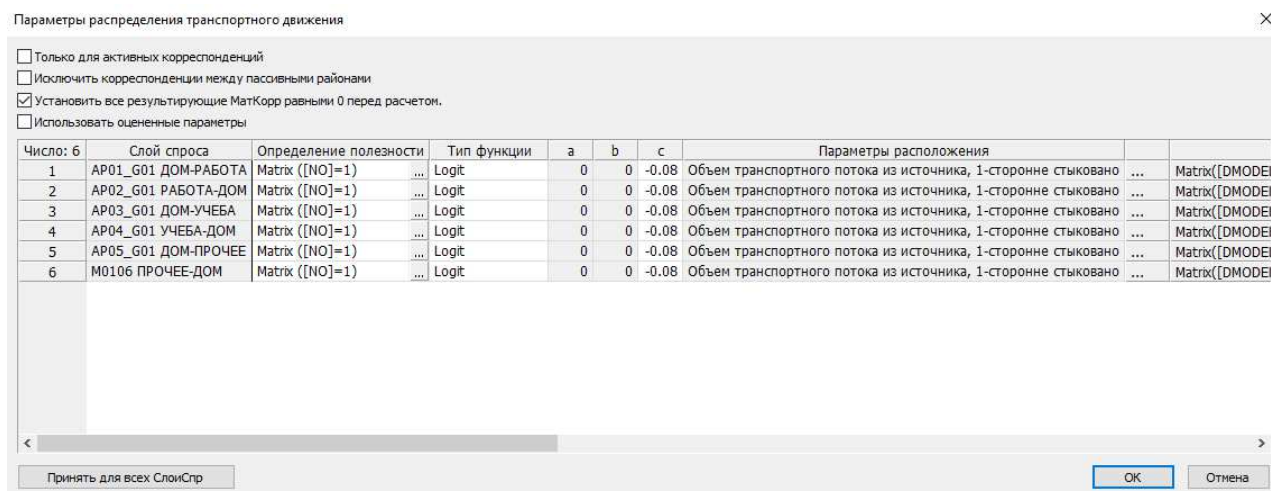 Параметры распределения транспортного движения
Только для активных корреспонденций
Исключить корреспонденции между пассивными районами
Установить все результирующие МатКорр равными 0 перед расчетом.
Использовать оцененные параметры
Число: 6 Слой спроса Определение полезности Тип функции a b c Параметры расположения
1 AP01_G01 ДОМ-РАБОТА Matrix ([NO]=1) ... Logit 0 0 -0.08 Объем транспортного потока из источника, 1-сторонне стыковано ... Matrix([DMODEI
2 AP02_G01 РАБОТА-ДОМ Matrix ([NO]=1) ... Logit 0 0 -0.08 Объем транспортного потока из источника, 1-сторонне стыковано ... Matrix([DMODEI
3 AP03_G01 ДОМ-УЧЕБА Matrix ([NO]=1) ... Logit 0 0 -0.08 Объем транспортного потока из источника, 1-сторонне стыковано ... Matrix([DMODEI
4 AP04_G01 УЧЕБА-ДОМ Matrix ([NO]=1) ... Logit 0 0 -0.08 Объем транспортного потока из источника, 1-сторонне стыковано ... Matrix([DMODEI
5 AP05_G01 ДОМ-ПРОЧЕЕ Matrix ([NO]=1) ... Logit 0 0 -0.08 Объем транспортного потока из источника, 1-сторонне стыковано ... Matrix([DMODEI
6 M0106 ПРОЧЕЕ-ДОМ Matrix ([NO]=1) ... Logit 0 0 -0.08 Объем транспортного потока из источника, 1-сторонне стыковано ... Matrix([DMODEI
Принять для всех СлоиСпр OK Отмена